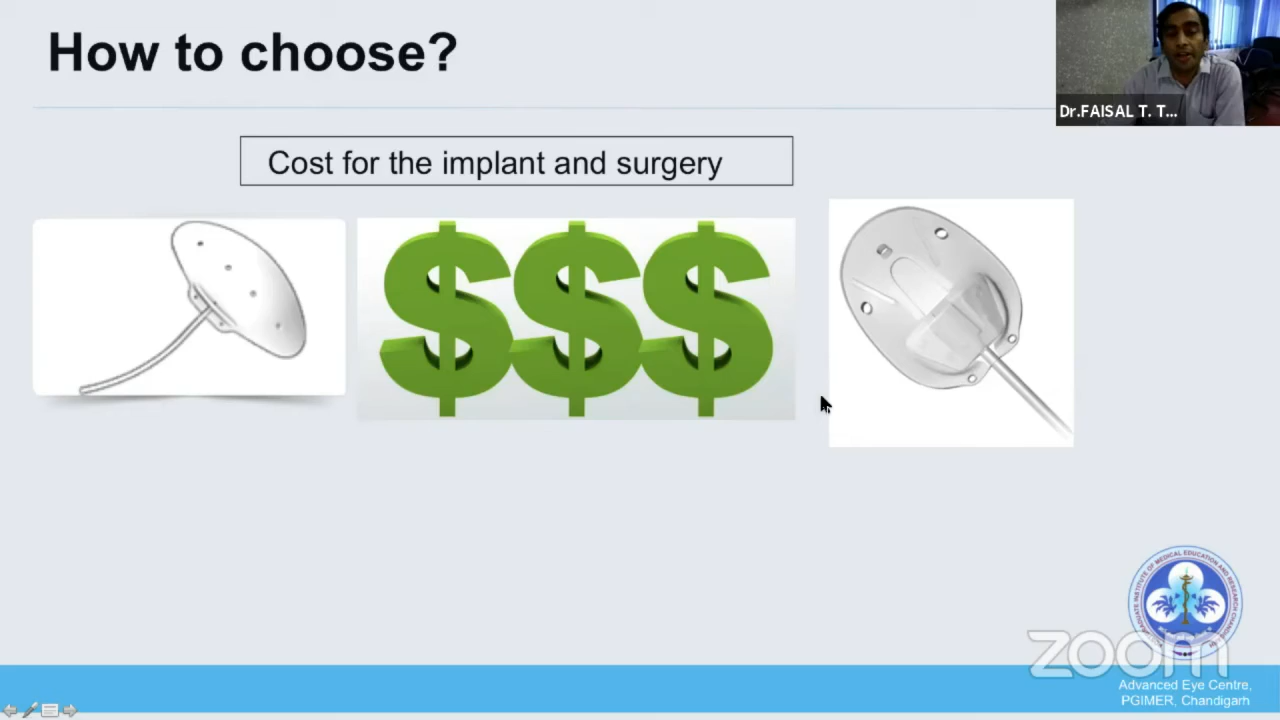 How to choose?
Dr.FAISAL T. T...
Cost for the implant and surgery
$$$
zoom
Advanced Eye Centre,
PGIMER, Chandigarh